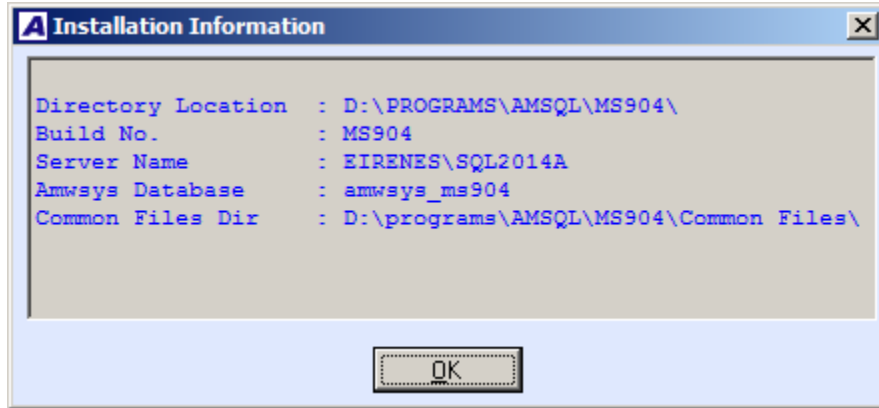 A Installation Information
Directory Location : D:\PROGRAMS\AMSQL\MS904\
Build No. : MS904
Server Name : EIRENES\SQL2014A
Amwsys Database : amwsys_ms904
Common Files Dir : D:\programs\AMSQL\MS904\Common Files\
OK